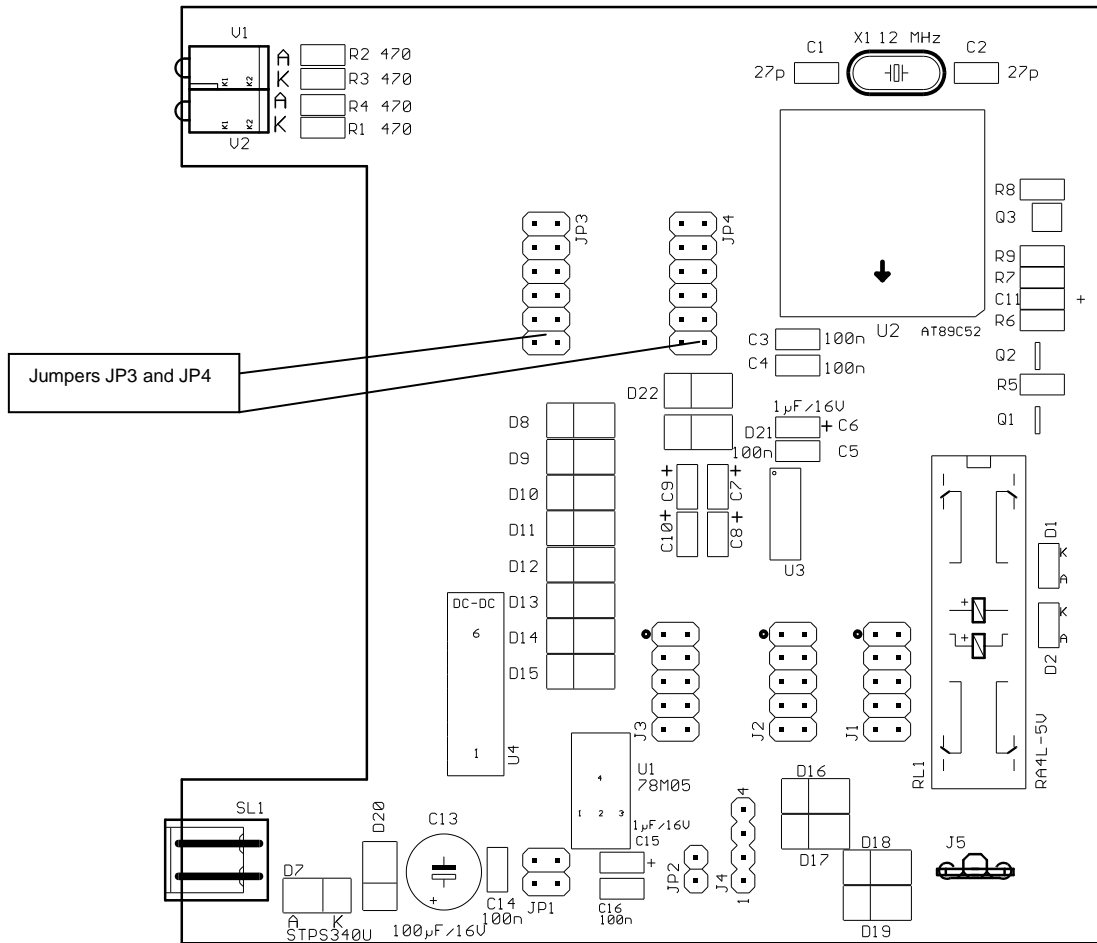 V1
A
R2 470
K
R3 470
A
R4 470
K
R1 470
K1 K2
K1 K2
V2
C1
X1 12 MHz
C2
27p
27p
R8
Q3
JP3
JP4
R9
R7
C11 +
R6
U2
AT89C52
C3 100n
C4 100n
Q2
R5
Q1
Jumpers JP3 and JP4
D22
1µF/16V
D21
+ C6
100n
C5
D8
D9
D10
D11
D12
D13
D14
D15
C9 +
C7 +
C10 +
C8 +
U3
D1
K
A
K
A
D2
+
+
DC-DC
6
1
U4
J3
J2
J1
RL1
RA4L-5V
U1
78M05
4
1 2 3
1µF/16V
C15
+
D16
D17
D18
D19
J5
SL1
D20
C13
+
D7
A K
STPS340U
100µF/16V
C14
100n
JP1
C16
100n
JP2
J4
4
1